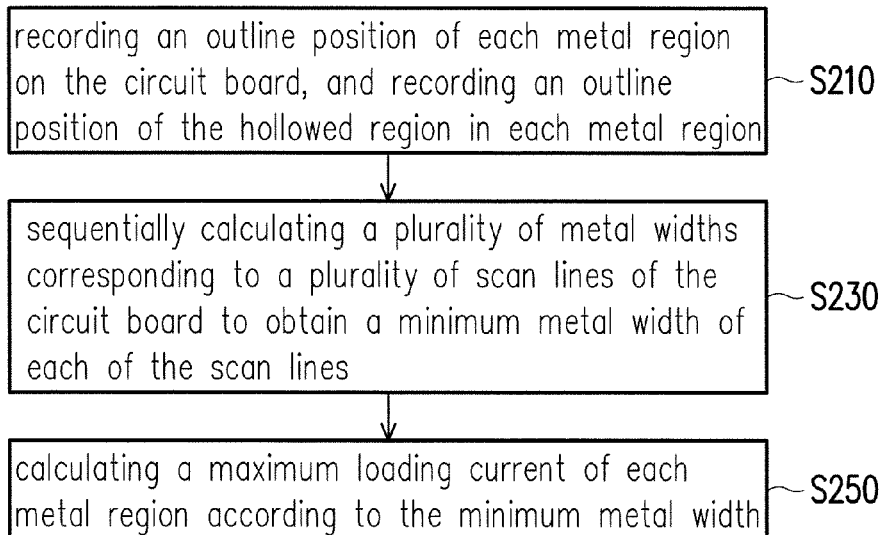 recording an outline position of each metal region
on the circuit board, and recording an outline
position of the hollowed region in each metal region
S210
sequentially calculating a plurality of metal widths
corresponding to a plurality of scan lines of the
circuit board to obtain a minimum metal width of
each of the scan lines
S230
calculating a maximum loading current of each
metal region according to the minimum metal width
S250